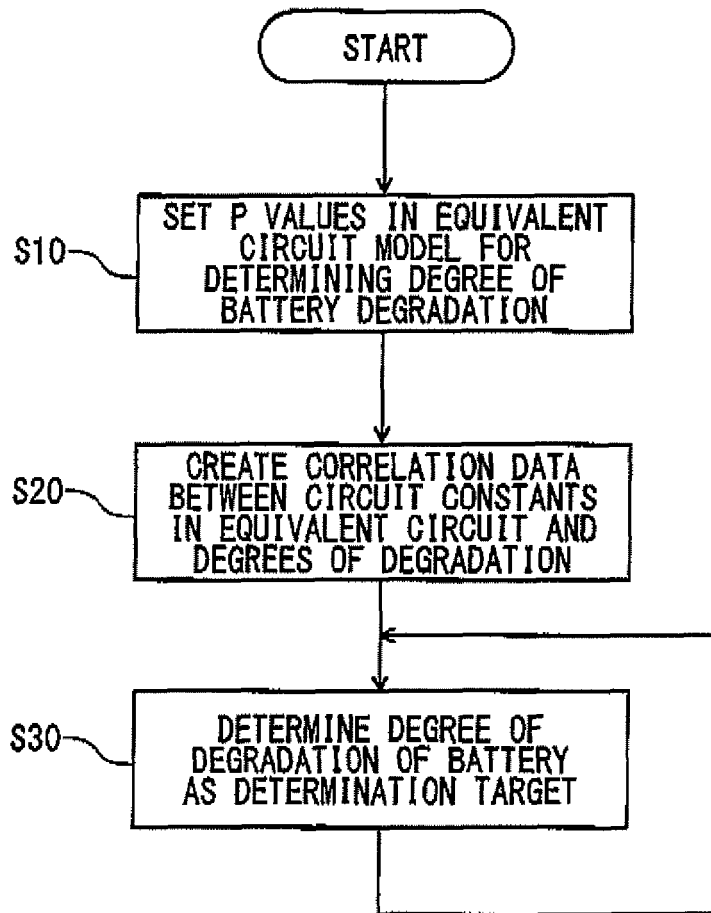 START
S10
SET P VALUES IN EQUIVALENT
CIRCUIT MODEL FOR
DETERMINING DEGREE OF
BATTERY DEGRADATION
S20
CREATE CORRELATION DATA
BETWEEN CIRCUIT CONSTANTS
IN EQUIVALENT CIRCUIT AND
DEGREES OF DEGRADATION
S30
DETERMINE DEGREE OF
DEGRADATION OF BATTERY
AS DETERMINATION TARGET